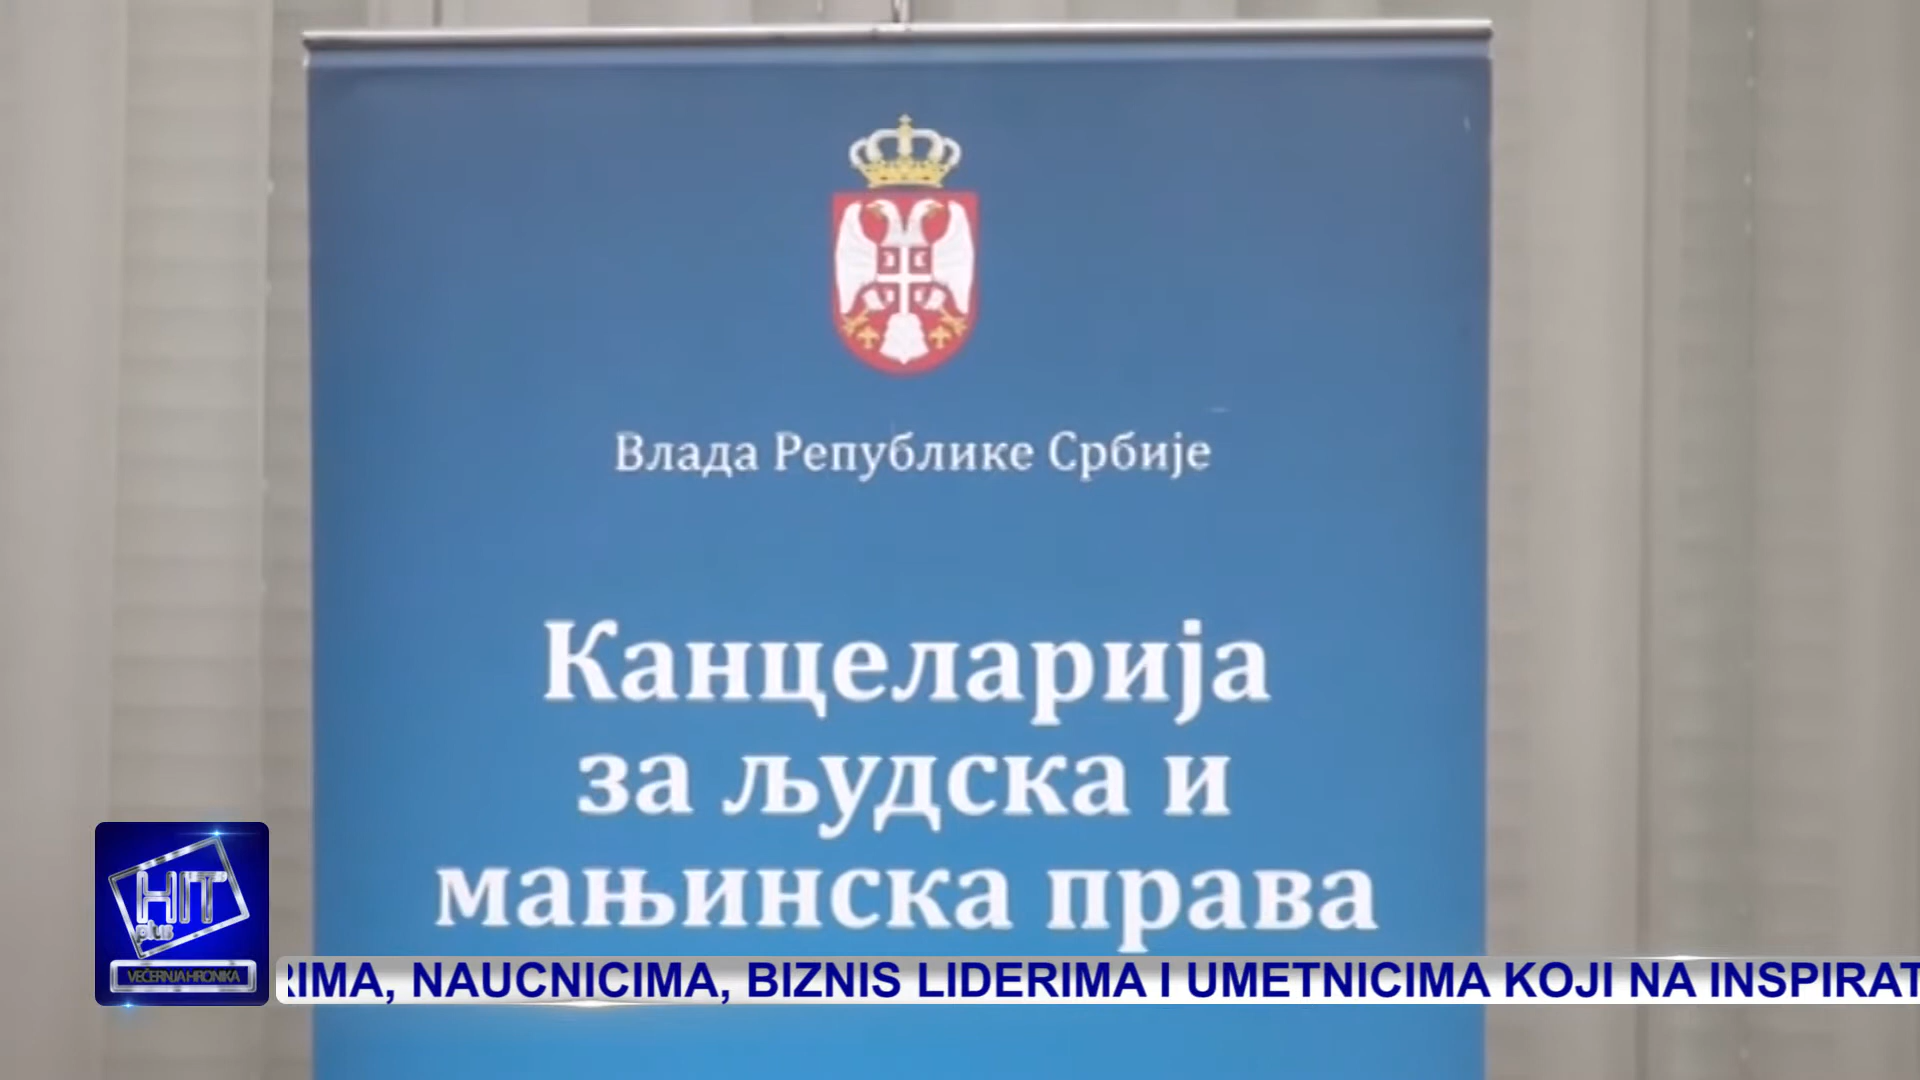 Влада Републике Србије
Канцеларија
за људска и
мањинска права
HIT
plus
VEČERNJA HRONIKA
RIMA, NAUCNICIMA, BIZNIS LIDERIMA I UMETNICIMA KOJI NA INSPIRAT